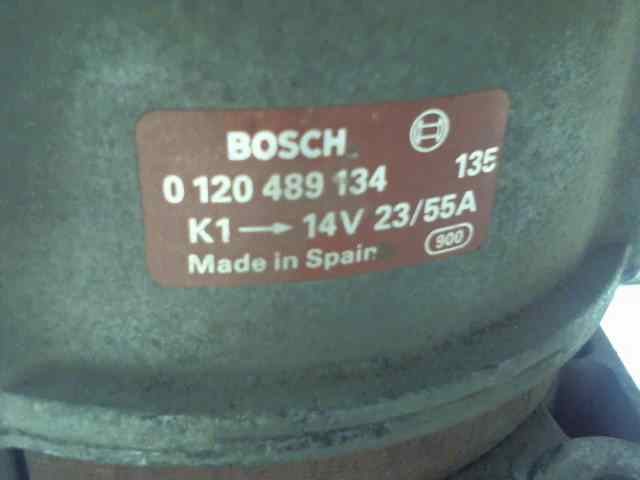 BOSCH
0 120 489 134 135
K1→ 14V 23/55A
Made in Spain 900